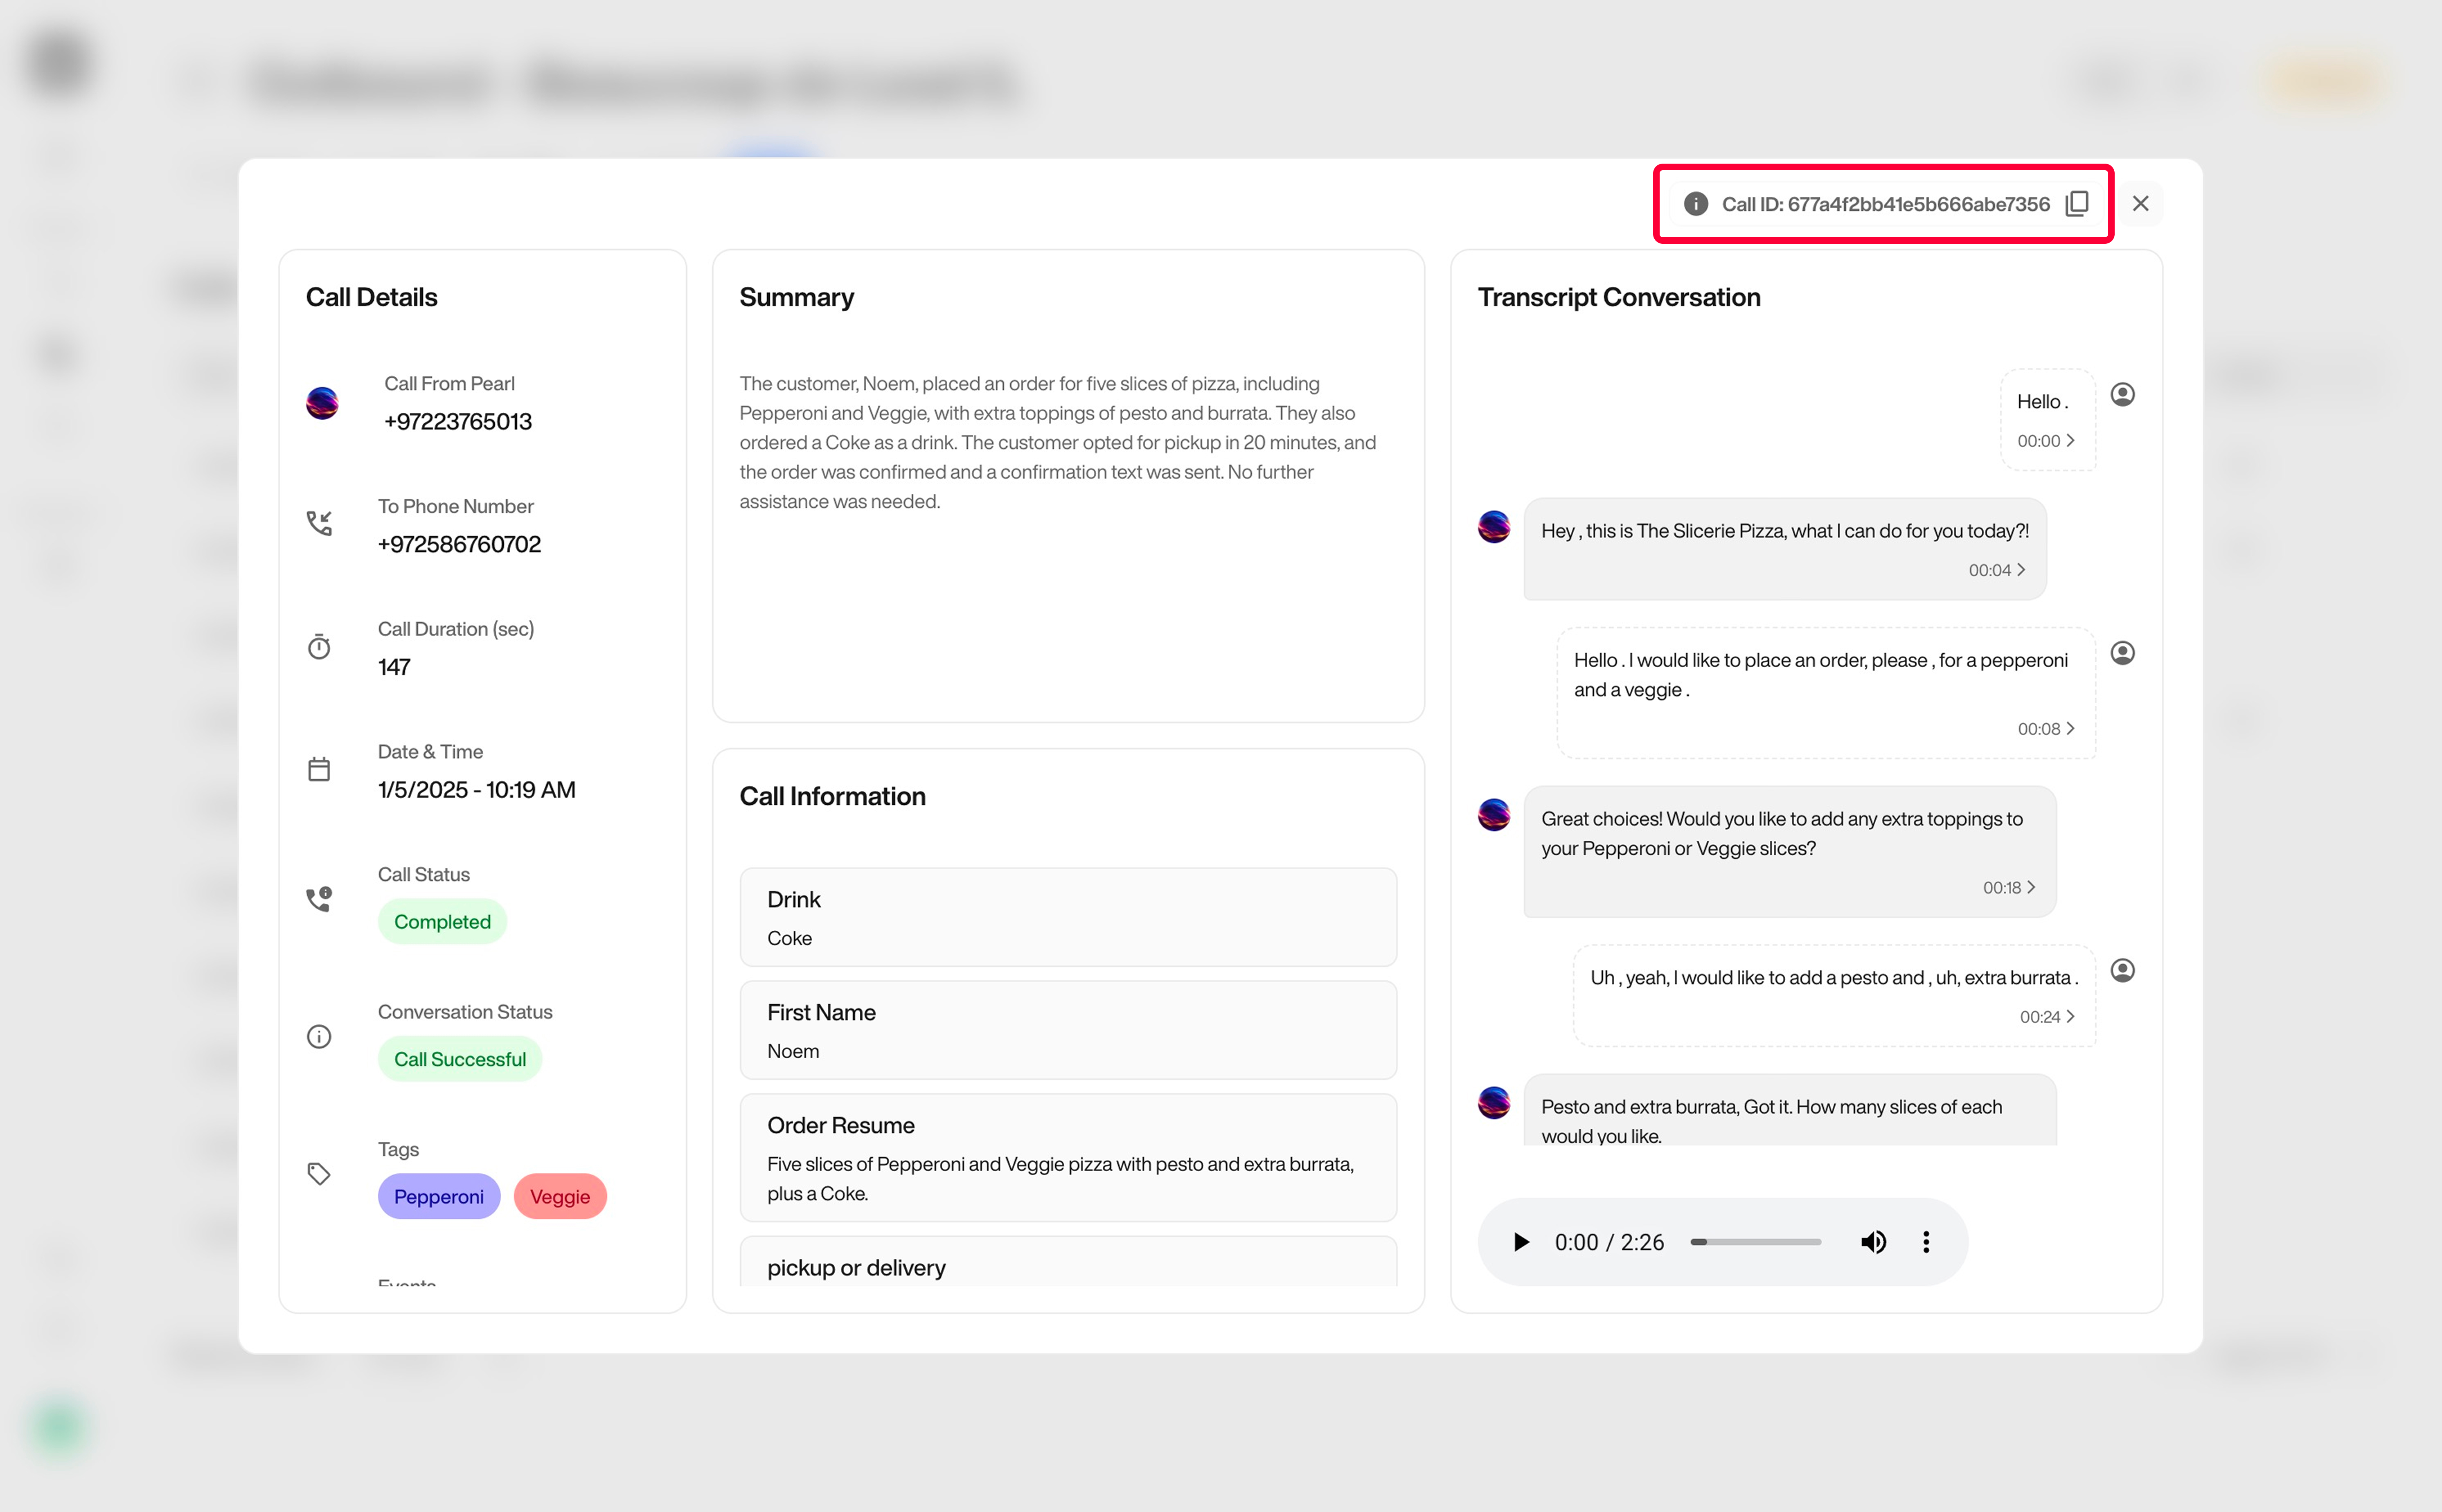 Call ID: 677a4f2bb41e5b666abe7356
Call Details
Call From Pearl
+97223765013
To Phone Number
+972586760702
Call Duration (sec)
147
Date & Time
1/5/2025 - 10:19 AM
Call Status
Completed
Conversation Status
Call Successful
Tags
Pepperoni
Veggie
Events
Summary
The customer, Noem, placed an order for five slices of pizza, including
Pepperoni and Veggie, with extra toppings of pesto and burrata. They also
ordered a Coke as a drink. The customer opted for pickup in 20 minutes, and
the order was confirmed and a confirmation text was sent. No further
assistance was needed.
Call Information
Drink
Coke
First Name
Noem
Order Resume
Five slices of Pepperoni and Veggie pizza with pesto and extra burrata,
plus a Coke.
pickup or delivery
Transcript Conversation
Hello .
00:00
Hey , this is The Slicerie Pizza, what I can do for you today?!
00:04
Hello . I would like to place an order, please , for a pepperoni
and a veggie .
00:08
Great choices! Would you like to add any extra toppings to
your Pepperoni or Veggie slices?
00:18
Uh , yeah, I would like to add a pesto and , uh, extra burrata .
00:24
Pesto and extra burrata, Got it. How many slices of each
would you like.
0:00 / 2:26